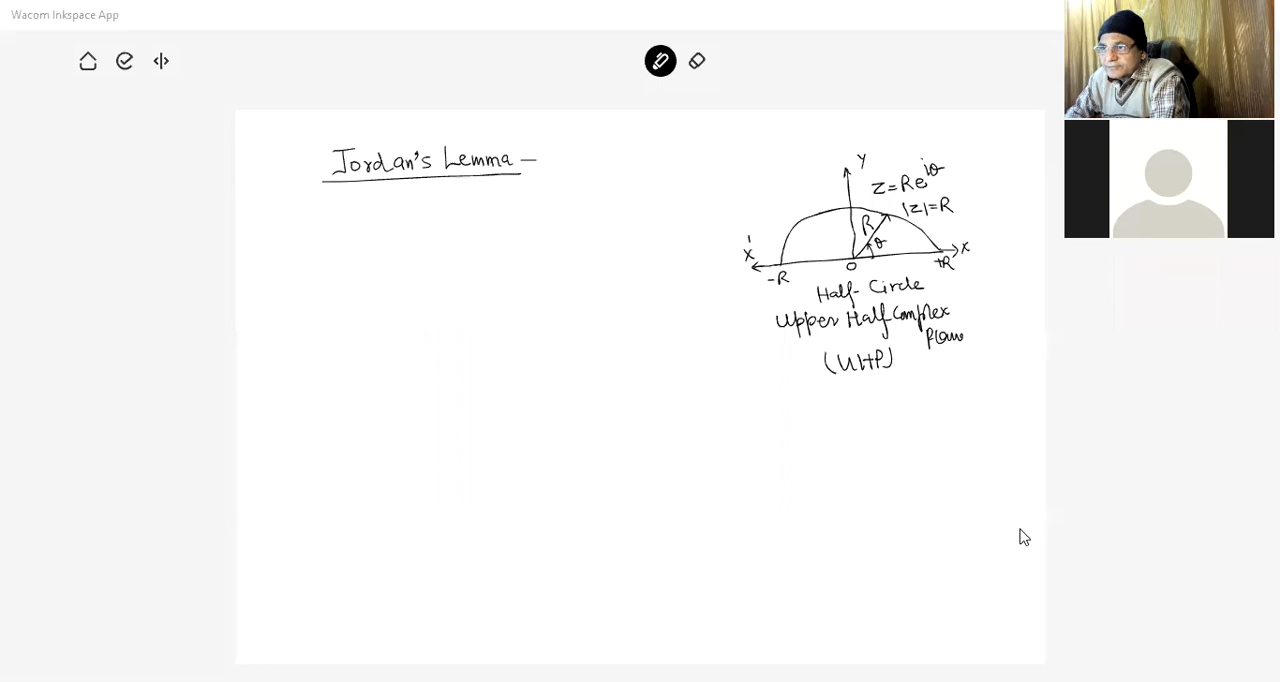 Wacom Inkspace App
Jordan's Lemma —
Y
z = Re^iθ
|z| = R
R
θ
X'
X
-R
O
+R
Half-Circle
Upper Half Complex
Plane
(UHP)